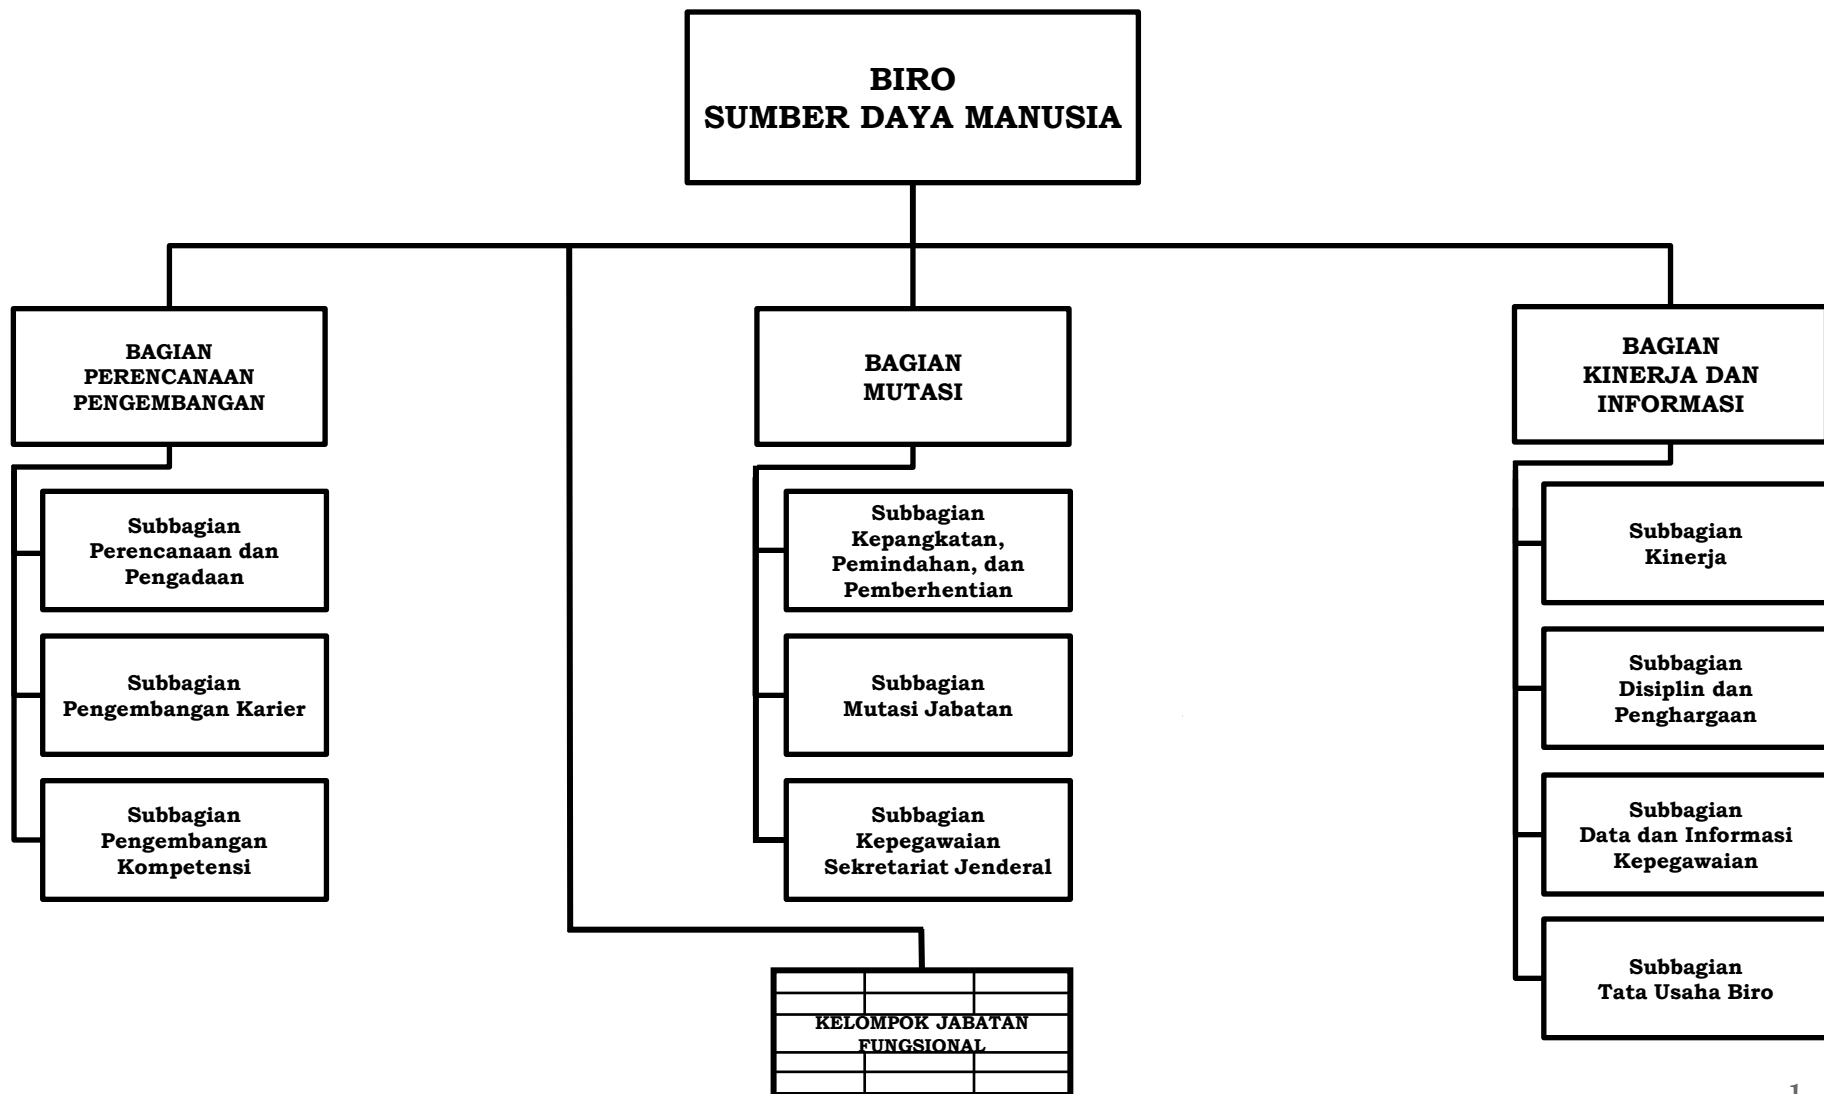 BIRO
SUMBER DAYA MANUSIA
BAGIAN
PERENCANAAN
PENGEMBANGAN
Subbagian
Perencanaan dan
Pengadaan
Subbagian
Pengembangan Karier
Subbagian
Pengembangan
Kompetensi
BAGIAN
MUTASI
Subbagian
Kepangkatan,
Pemindahan, dan
Pemberhentian
Subbagian
Mutasi Jabatan
Subbagian
Kepegawaian
Sekretariat Jenderal
BAGIAN
KINERJA DAN
INFORMASI
Subbagian
Kinerja
Subbagian
Disiplin dan
Penghargaan
Subbagian
Data dan Informasi
Kepegawaian
Subbagian
Tata Usaha Biro
KELOMPOK JABATAN
FUNGSIONAL
1